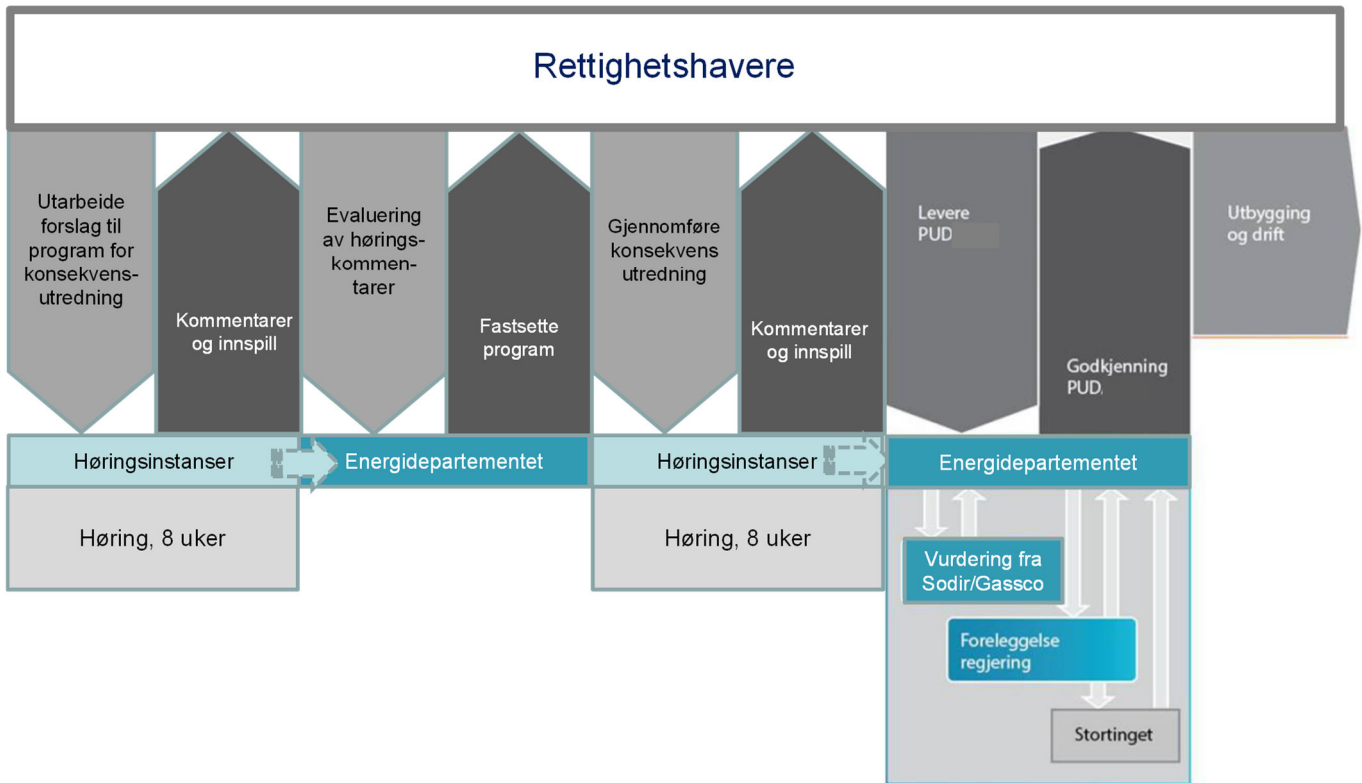 Rettighetshavere
Utarbeide
forslag til
program for
konsekvens-
utredning
Kommentarer
og innspill
Evaluering
av hørings-
kommen-
tarer
Fastsette
program
Gjennomføre
konsekvens
utredning
Kommentarer
og innspill
Levere
PUD
Godkjenning
PUD
Utbygging
og drift
Høringsinstanser
Energidepartementet
Høringsinstanser
Energidepartementet
Høring, 8 uker
Høring, 8 uker
Vurdering fra
Sodir/Gassco
Foreleggelse
regjering
Stortinget